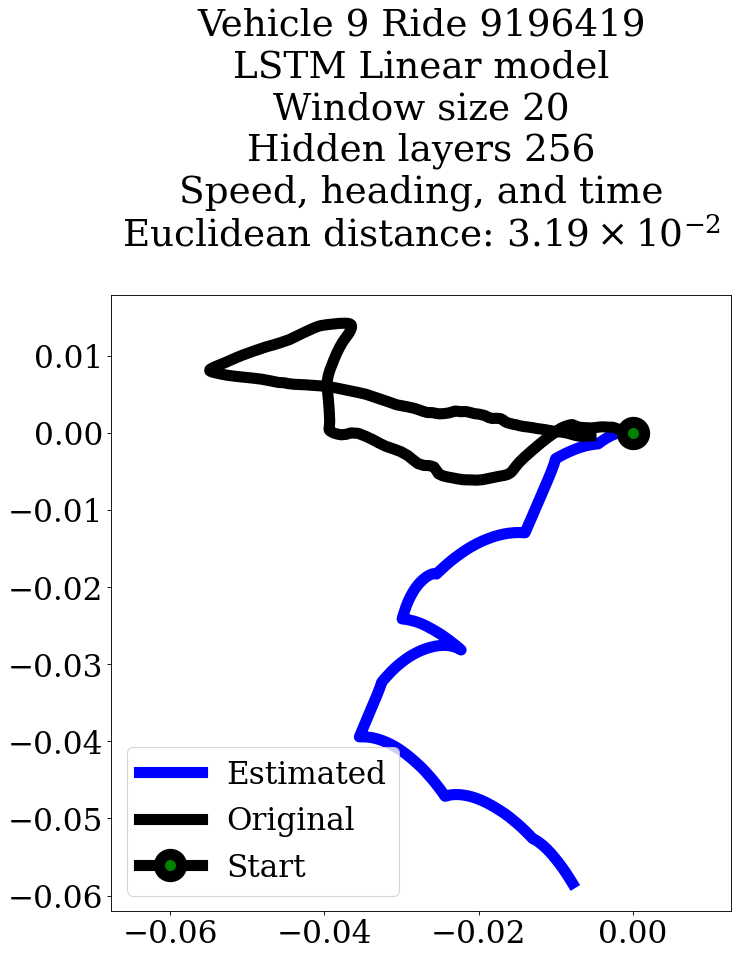 Vehicle 9 Ride 9196419
LSTM Linear model
Window size 20
Hidden layers 256
Speed, heading, and time
Euclidean distance: 3.19 × 10⁻²
0.01
0.00
−0.01
−0.02
−0.03
−0.04
−0.05
−0.06
Estimated
Original
Start
−0.06 −0.04 −0.02 0.00